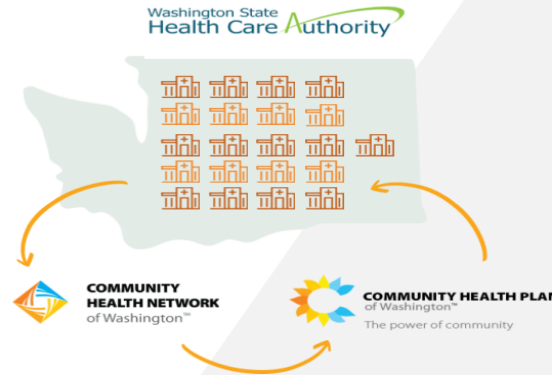 Washington State
Health Care Authority
COMMUNITY
HEALTH NETWORK
of Washington™
COMMUNITY HEALTH PLAN
of Washington™
The power of community